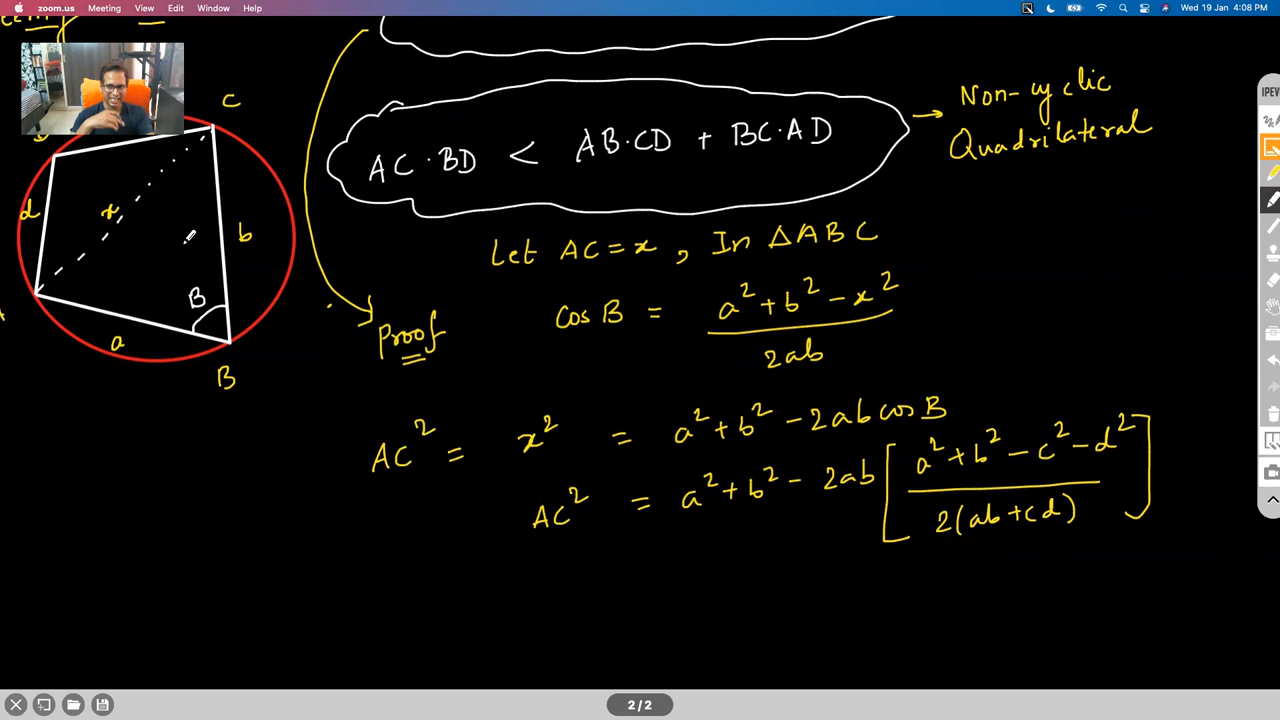 zoom.us Meeting View Edit Window Help Wed 19 Jan 4:08 PM
IPEV
C
Non-cyclic
Quadrilateral
AC·BD < AB·CD + BC·AD
d
x
b
Let AC=x, In △ABC
B
cos B = (a²+b²-x²)/2ab
Proof
a
B
AC² = x² = a²+b²-2ab cos B
AC² = a²+b²-2ab[(a²+b²-c²-d²)/2(ab+cd)]
2/2